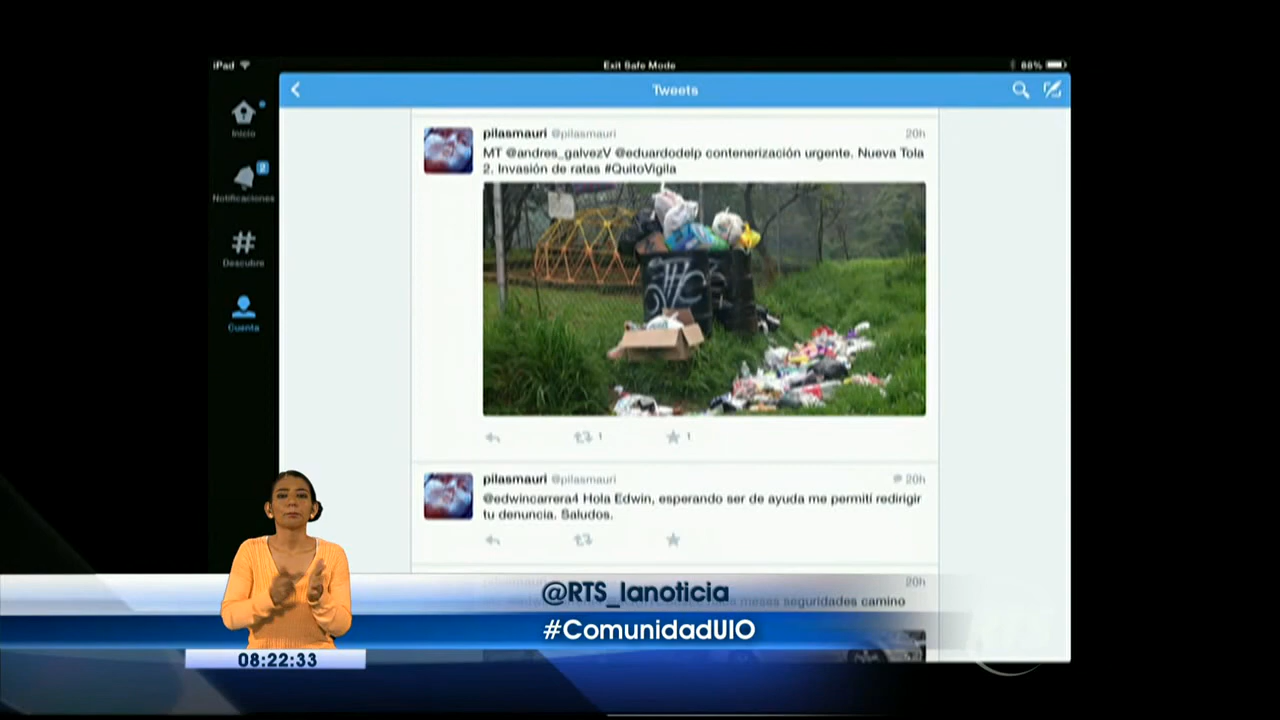 iPad
Exit Safe Mode
86%
Tweets
Inicio
2
Notificaciones
#
Descubre
Cuenta
pilasmauri @pilasmauri
20h
MT @andres_galvezV @eduardodelp contenerización urgente. Nueva Tola
2. Invasión de ratas #QuitoVigila
1
1
pilasmauri @pilasmauri
20h
@edwincarrera4 Hola Edwin, esperando ser de ayuda me permití redirigir
tu denuncia. Saludos.
20h
meses seguridades camino
@RTS_lanoticia
#ComunidadUIO
08:22:33